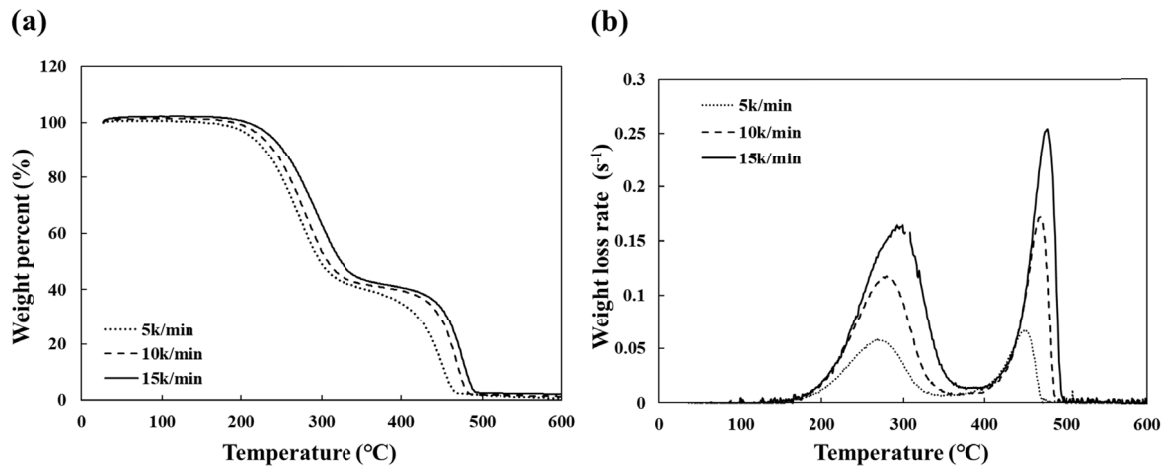 (a)
120
100
80
60
40
20
0
Weight percent (%)
5k/min
10k/min
15k/min
0 100 200 300 400 500 600
Temperature (℃)
(b)
0.3
0.25
0.2
0.15
0.1
0.05
0
Weight loss rate (s⁻¹)
5k/min
10k/min
15k/min
0 100 200 300 400 500 600
Temperature (℃)